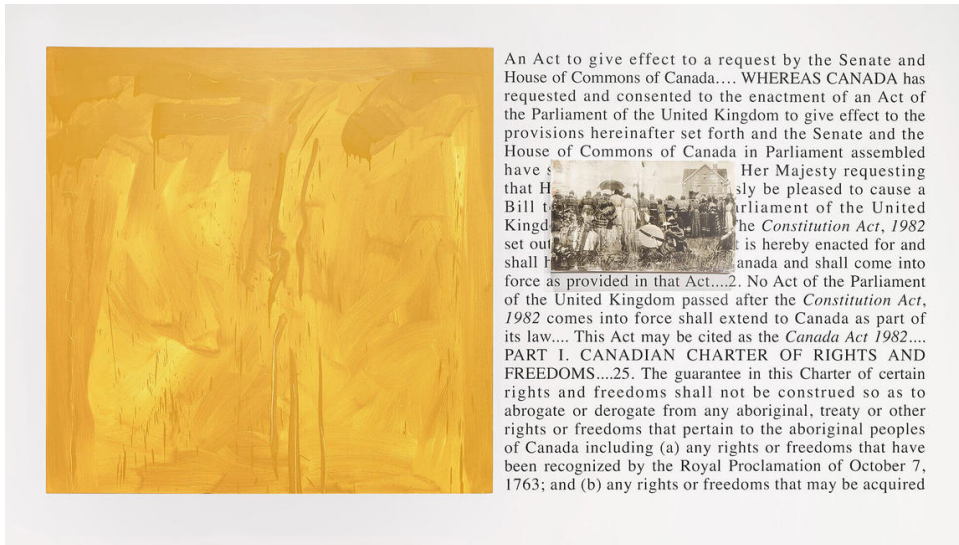 An Act to give effect to a request by the Senate and
House of Commons of Canada.... WHEREAS CANADA has
requested and consented to the enactment of an Act of
the Parliament of the United Kingdom to give effect to the
provisions hereinafter set forth and the Senate and the
House of Commons of Canada in Parliament assembled
have Her Majesty requesting
that be pleased to cause a
Bill of the United
the Constitution Act, 1982
set out is hereby enacted for and
shall and shall come into
force as provided in that Act....2. No Act of the Parliament
of the United Kingdom passed after the Constitution Act,
1982 comes into force shall extend to Canada as part of
its law.... This Act may be cited as the Canada Act 1982....
PART I. CANADIAN CHARTER OF RIGHTS AND
FREEDOMS....25. The guarantee in this Charter of certain
rights and freedoms shall not be construed so as to
abrogate or derogate from any aboriginal, treaty or other
rights or freedoms that pertain to the aboriginal peoples
of Canada including (a) any rights or freedoms that have
been recognized by the Royal Proclamation of October 7,
1763; and (b) any rights or freedoms that may be acquired